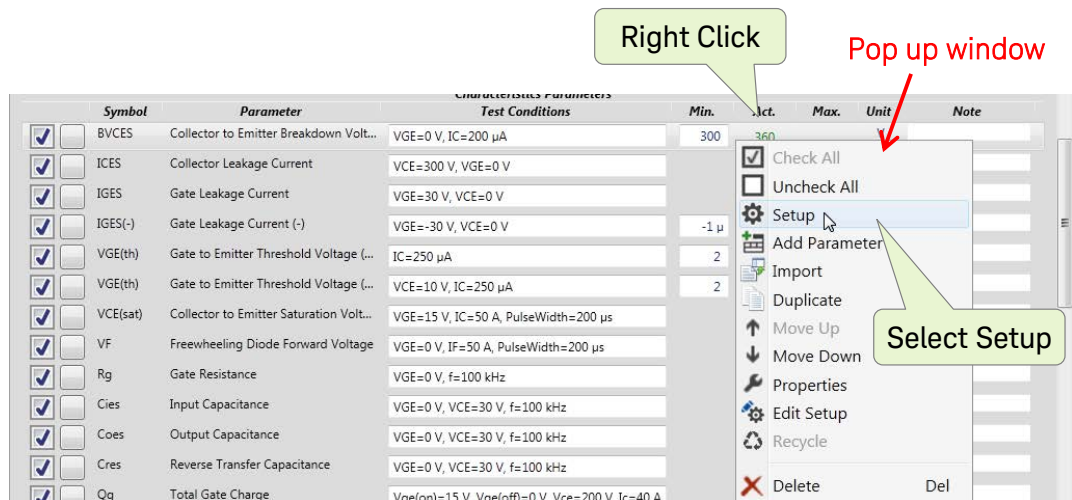 Right Click
Pop up window
Characteristics Parameters
Symbol Parameter Test Conditions Min. Act. Max. Unit Note
BVCES Collector to Emitter Breakdown Volt... VGE=0 V, IC=200 µA 300 360 V
ICES Collector Leakage Current VCE=300 V, VGE=0 V
IGES Gate Leakage Current VGE=30 V, VCE=0 V
IGES(-) Gate Leakage Current (-) VGE=-30 V, VCE=0 V -1 µ
VGE(th) Gate to Emitter Threshold Voltage (... IC=250 µA 2
VGE(th) Gate to Emitter Threshold Voltage (... VCE=10 V, IC=250 µA 2
VCE(sat) Collector to Emitter Saturation Volt... VGE=15 V, IC=50 A, PulseWidth=200 µs
VF Freewheeling Diode Forward Voltage VGE=0 V, IF=50 A, PulseWidth=200 µs
Rg Gate Resistance VGE=0 V, f=100 kHz
Cies Input Capacitance VGE=0 V, VCE=30 V, f=100 kHz
Coes Output Capacitance VGE=0 V, VCE=30 V, f=100 kHz
Cres Reverse Transfer Capacitance VGE=0 V, VCE=30 V, f=100 kHz
Qg Total Gate Charge Vge(on)=15 V, Vge(off)=0 V, Vce=200 V, Ic=40 A
Check All
Uncheck All
Setup
Add Parameter
Import
Duplicate
Move Up
Move Down
Properties
Edit Setup
Recycle
Delete Del
Select Setup